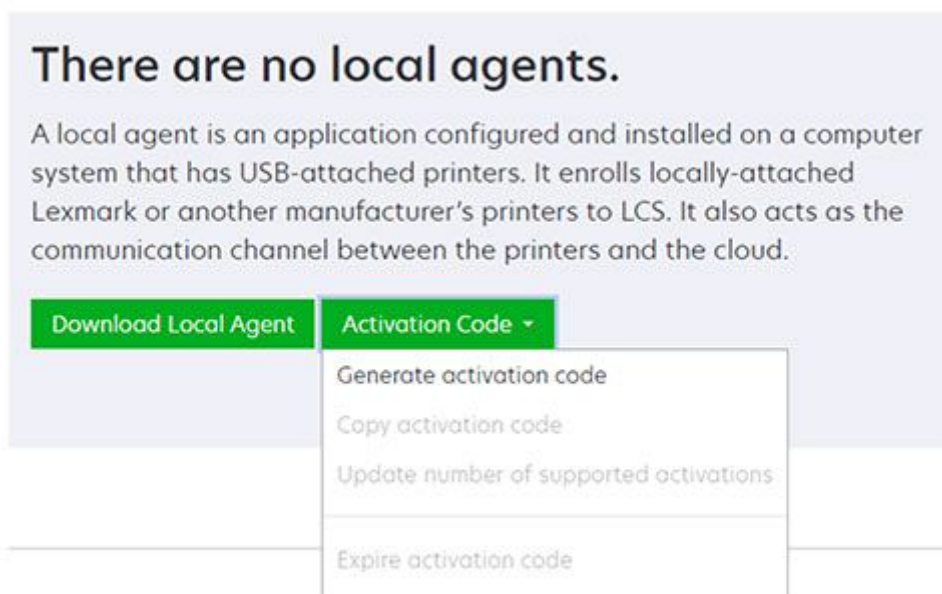 There are no local agents.
A local agent is an application configured and installed on a computer
system that has USB-attached printers. It enrolls locally-attached
Lexmark or another manufacturer’s printers to LCS. It also acts as the
communication channel between the printers and the cloud.
Download Local Agent
Activation Code
Generate activation code
Copy activation code
Update number of supported activations
Expire activation code